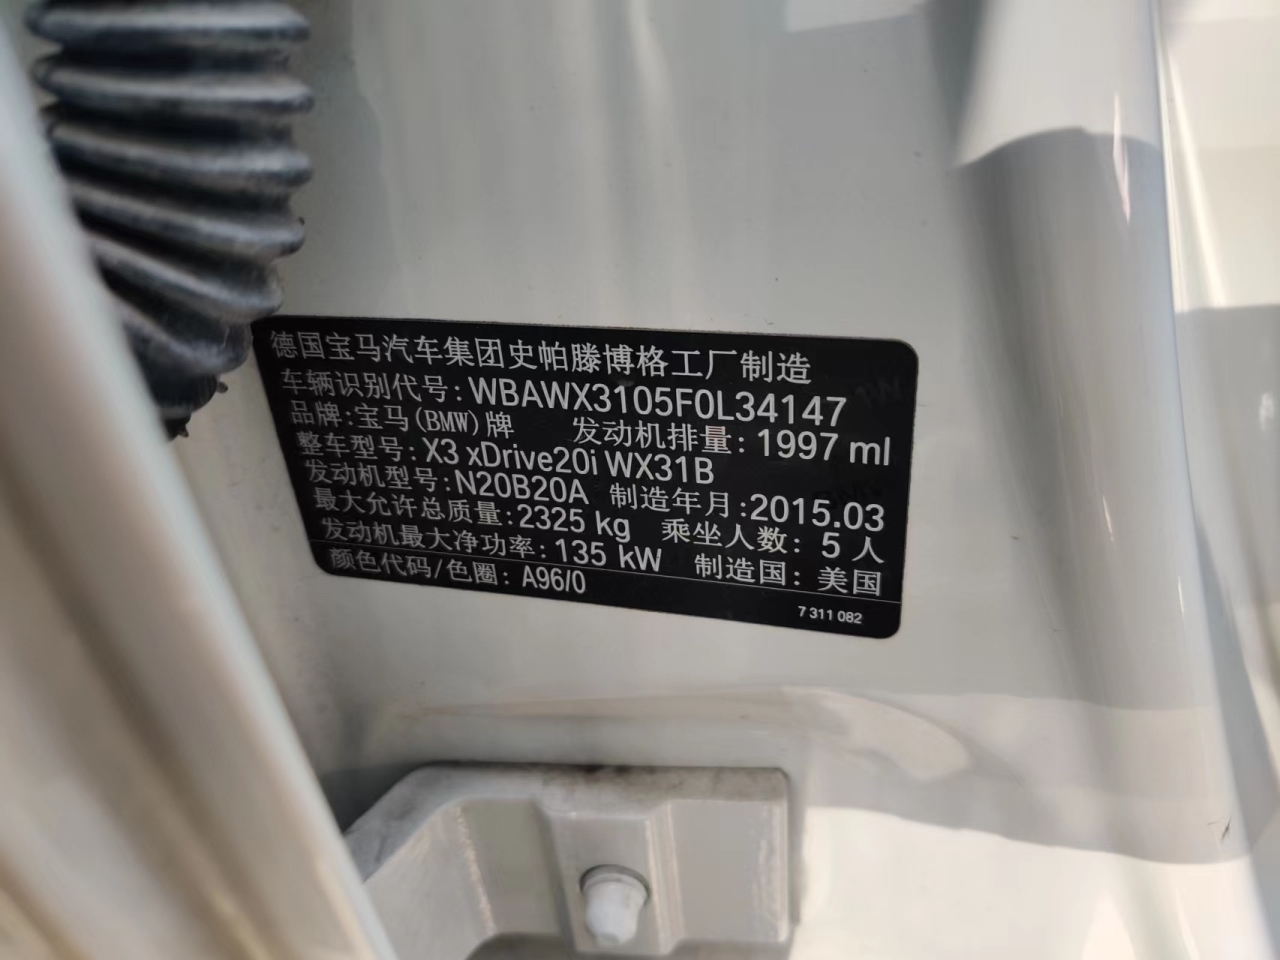 德国宝马汽车集团史帕滕博格工厂制造
车辆识别代号: WBAWX3105F0L34147
品牌: 宝马(BMW)牌 发动机排量: 1997 ml
整车型号: X3 xDrive20i WX31B
发动机型号: N20B20A 制造年月: 2015.03
最大允许总质量: 2325 kg 乘坐人数: 5 人
发动机最大净功率: 135 kW 制造国: 美国
颜色代码/色圈: A96/0
7 311 082